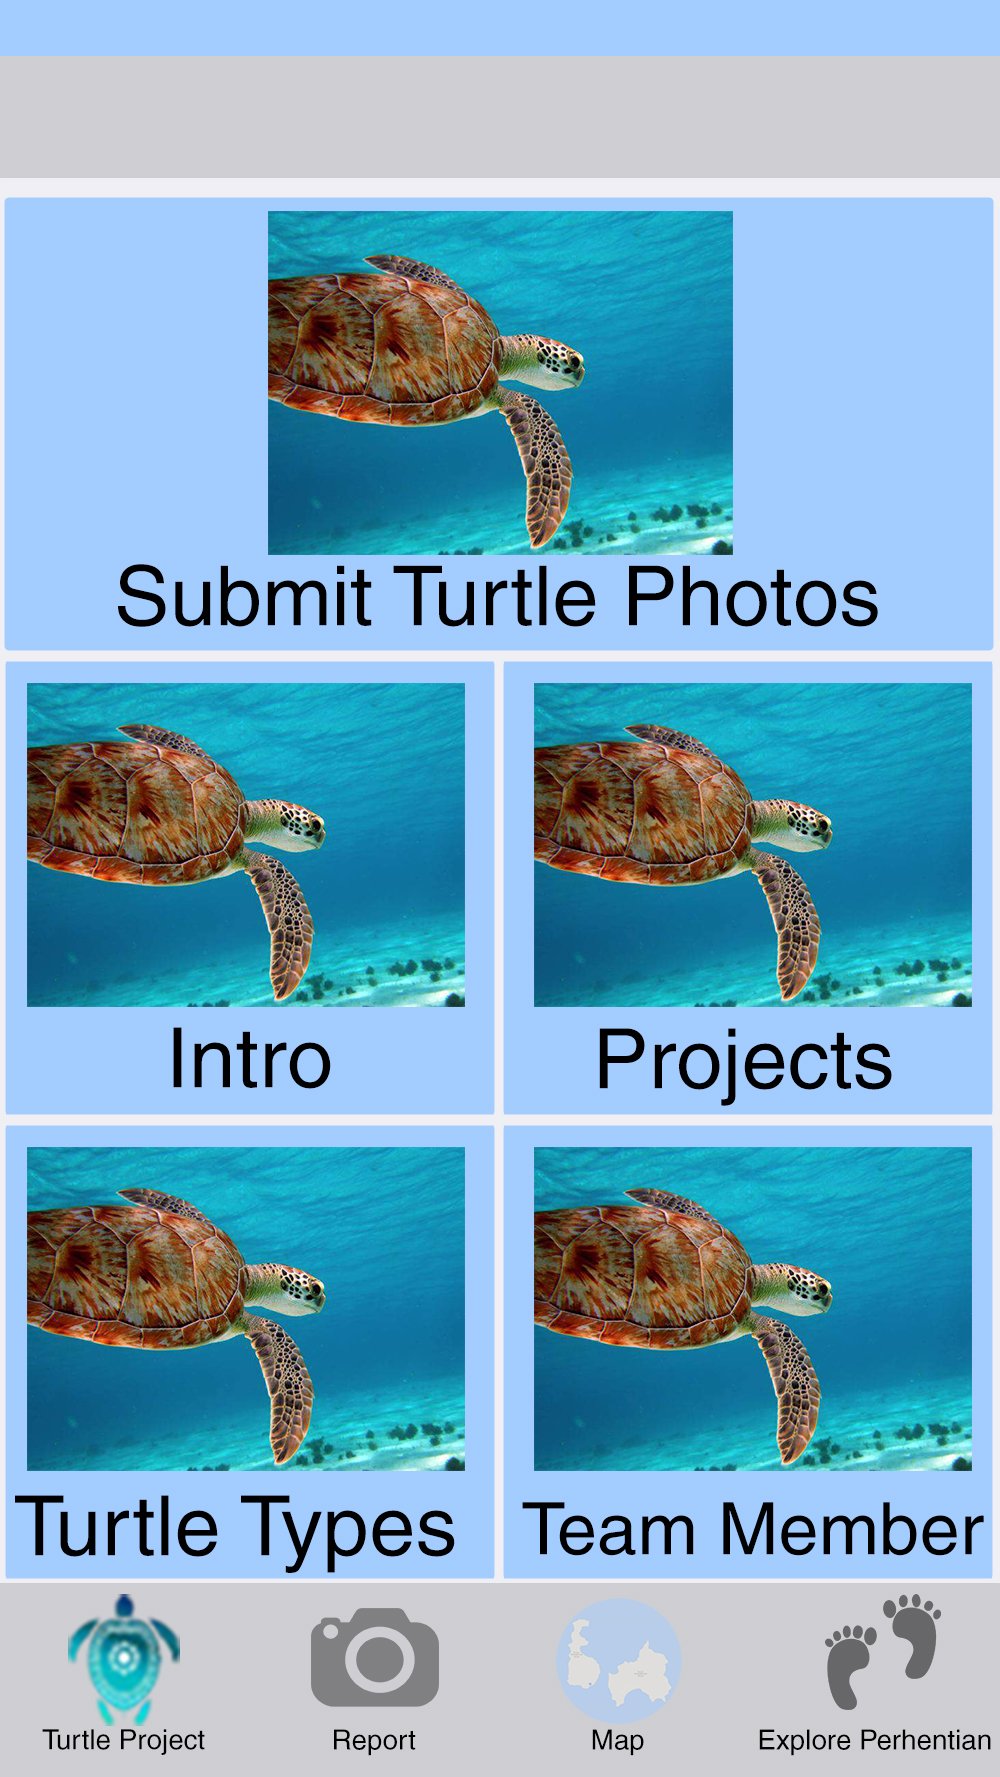 Submit Turtle Photos
Intro
Projects
Turtle Types
Team Member
Turtle Project
Report
Map
Explore Perhentian